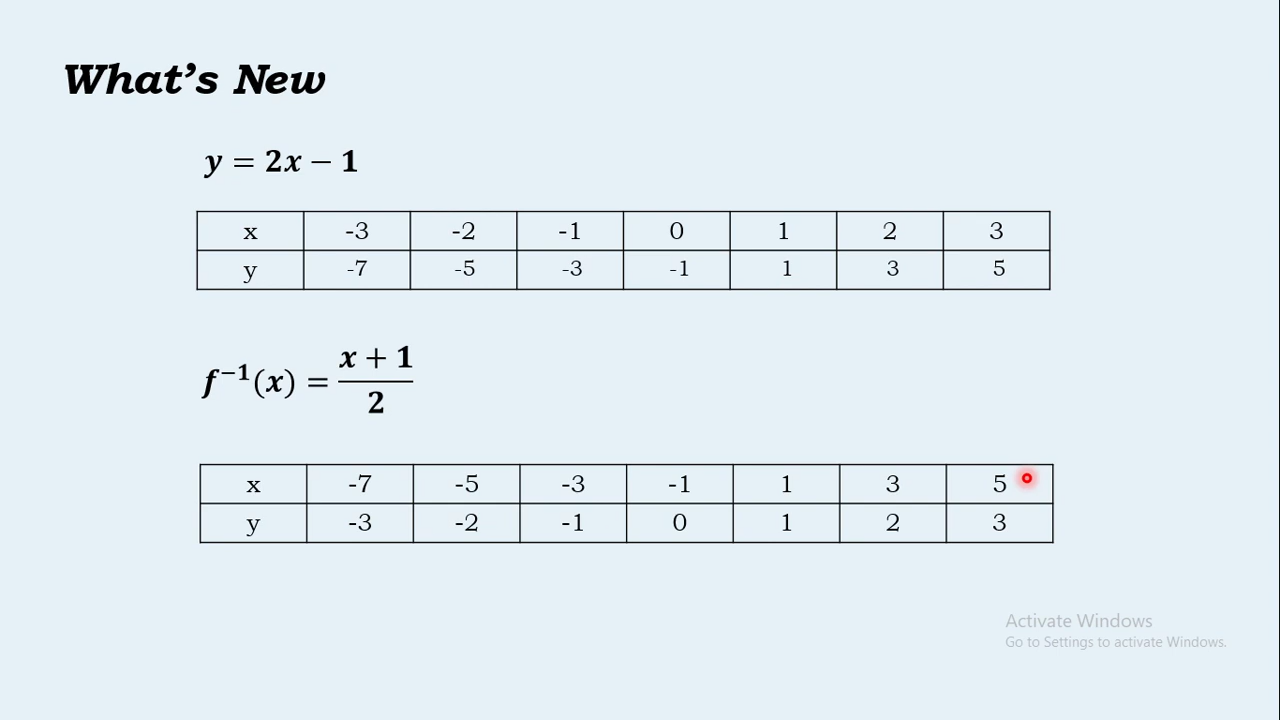 What's New
y = 2x − 1
x -3 -2 -1 0 1 2 3
y -7 -5 -3 -1 1 3 5
f⁻¹(x) = (x + 1)/2
x -7 -5 -3 -1 1 3 5
y -3 -2 -1 0 1 2 3
Activate Windows
Go to Settings to activate Windows.